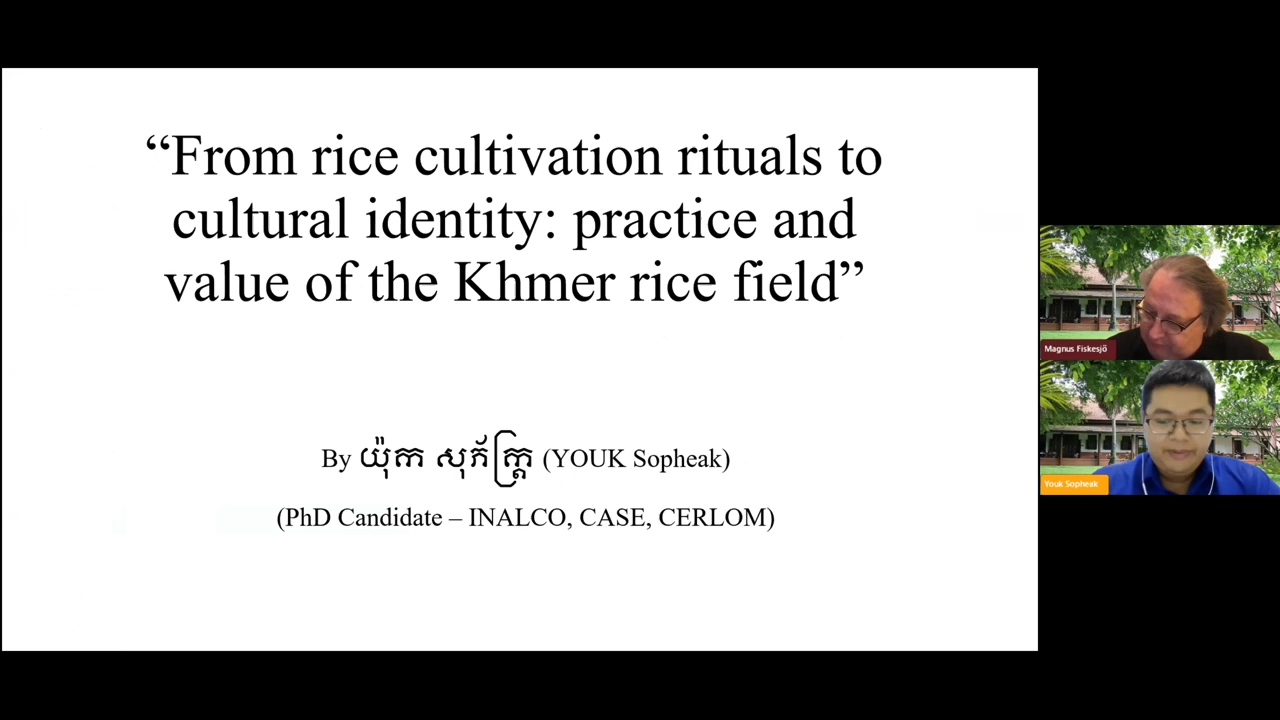 “From rice cultivation rituals to
cultural identity: practice and
value of the Khmer rice field”
By យ៉ុក សុភ័ក្ត្រ (YOUK Sopheak)
(PhD Candidate – INALCO, CASE, CERLOM)
Magnus Fiskesjö
Youk Sopheak